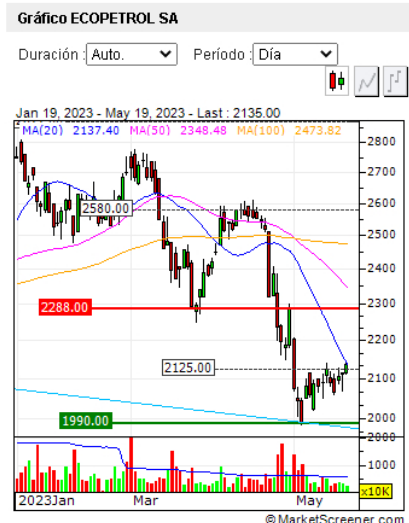 Gráfico ECOPETROL SA
Duración : Auto. Período : Día
Jan 19, 2023 - May 19, 2023 - Last : 2135.00
MA(20) 2137.40 MA(50) 2348.48 MA(100) 2473.82
2800
2700
2580.00
2600
2500
2400
2288.00
2300
2200
2125.00
2100
1990.00
2000
2000
1000
x10K
2023Jan Mar May
©MarketScreener.com